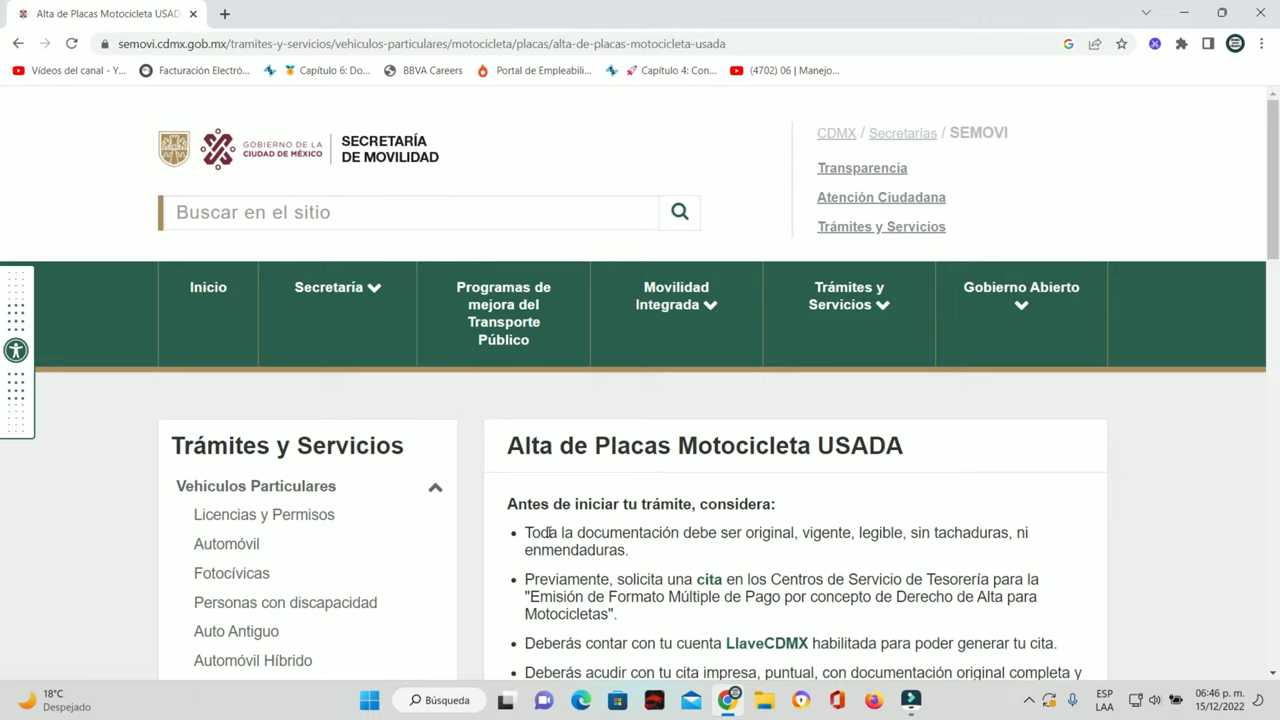 Alta de Placas Motocicleta USAD
semovi.cdmx.gob.mx/tramites-y-servicios/vehiculos-particulares/motocicleta/placas/alta-de-placas-motocicleta-usada
Vídeos del canal - Y...
Facturación Electró...
Capítulo 6: Do...
BBVA Careers
Portal de Empleabili...
Capítulo 4: Con...
(4702) 06 | Manejo...
GOBIERNO DE LA
CIUDAD DE MÉXICO
SECRETARÍA
DE MOVILIDAD
CDMX / Secretarías / SEMOVI
Transparencia
Atención Ciudadana
Trámites y Servicios
Buscar en el sitio
Inicio
Secretaría
Programas de
mejora del
Transporte
Público
Movilidad
Integrada
Trámites y
Servicios
Gobierno Abierto
Trámites y Servicios
Vehiculos Particulares
Licencias y Permisos
Automóvil
Fotocívicas
Personas con discapacidad
Auto Antiguo
Automóvil Híbrido
Alta de Placas Motocicleta USADA
Antes de iniciar tu trámite, considera:
• Toda la documentación debe ser original, vigente, legible, sin tachaduras, ni
enmendaduras.
• Previamente, solicita una cita en los Centros de Servicio de Tesorería para la
"Emisión de Formato Múltiple de Pago por concepto de Derecho de Alta para
Motocicletas".
• Deberás contar con tu cuenta LlaveCDMX habilitada para poder generar tu cita.
• Deberás acudir con tu cita impresa, puntual, con documentación original completa y
18°C
Despejado
Búsqueda
ESP
LAA
06:46 p. m.
15/12/2022